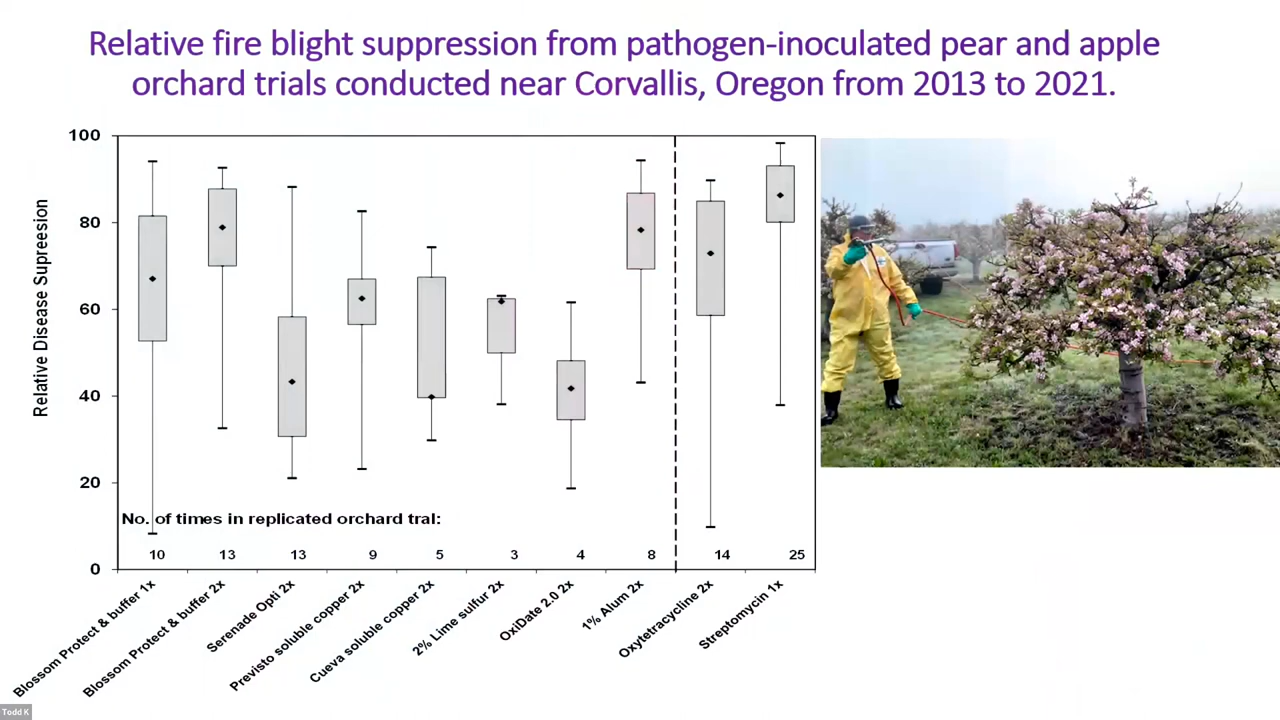 Relative fire blight suppression from pathogen-inoculated pear and apple
orchard trials conducted near Corvallis, Oregon from 2013 to 2021.
Relative Disease Supreesion
100
80
60
40
20
0
No. of times in replicated orchard tral:
10 13 13 9 5 3 4 8 14 25
Blossom Protect & buffer 1x
Blossom Protect & buffer 2x
Serenade Opti 2x
Previsto soluble copper 2x
Cueva soluble copper 2x
2% Lime sulfur 2x
OxiDate 2.0 2x
1% Alum 2x
Oxytetracycline 2x
Streptomycin 1x
Todd K